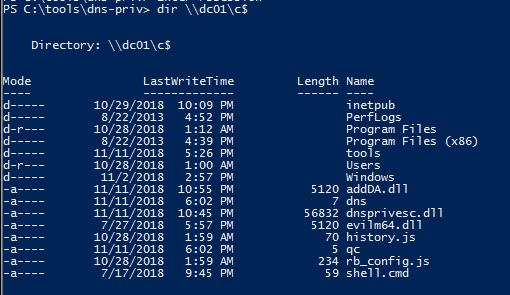 PS C:\tools\dns-priv> dir \\dc01\c$
Directory: \\dc01\c$
Mode LastWriteTime Length Name
---- ------------- ------ ----
d----- 10/29/2018 10:09 PM inetpub
d----- 8/22/2013 4:52 PM PerfLogs
d-r--- 10/28/2018 1:12 AM Program Files
d----- 8/22/2013 4:39 PM Program Files (x86)
d----- 11/11/2018 5:26 PM tools
d-r--- 10/28/2018 1:00 AM Users
d----- 11/2/2018 2:57 PM Windows
-a---- 11/11/2018 10:55 PM 5120 addDA.dll
-a---- 11/11/2018 6:02 PM 7 dns
-a---- 11/11/2018 10:45 PM 56832 dnsprivesc.dll
-a---- 7/27/2018 5:57 PM 5120 evilm64.dll
-a---- 10/28/2018 1:59 AM 70 history.js
-a---- 11/11/2018 6:02 PM 5 qc
-a---- 10/28/2018 1:59 AM 234 rb_config.js
-a---- 7/17/2018 9:45 PM 59 shell.cmd